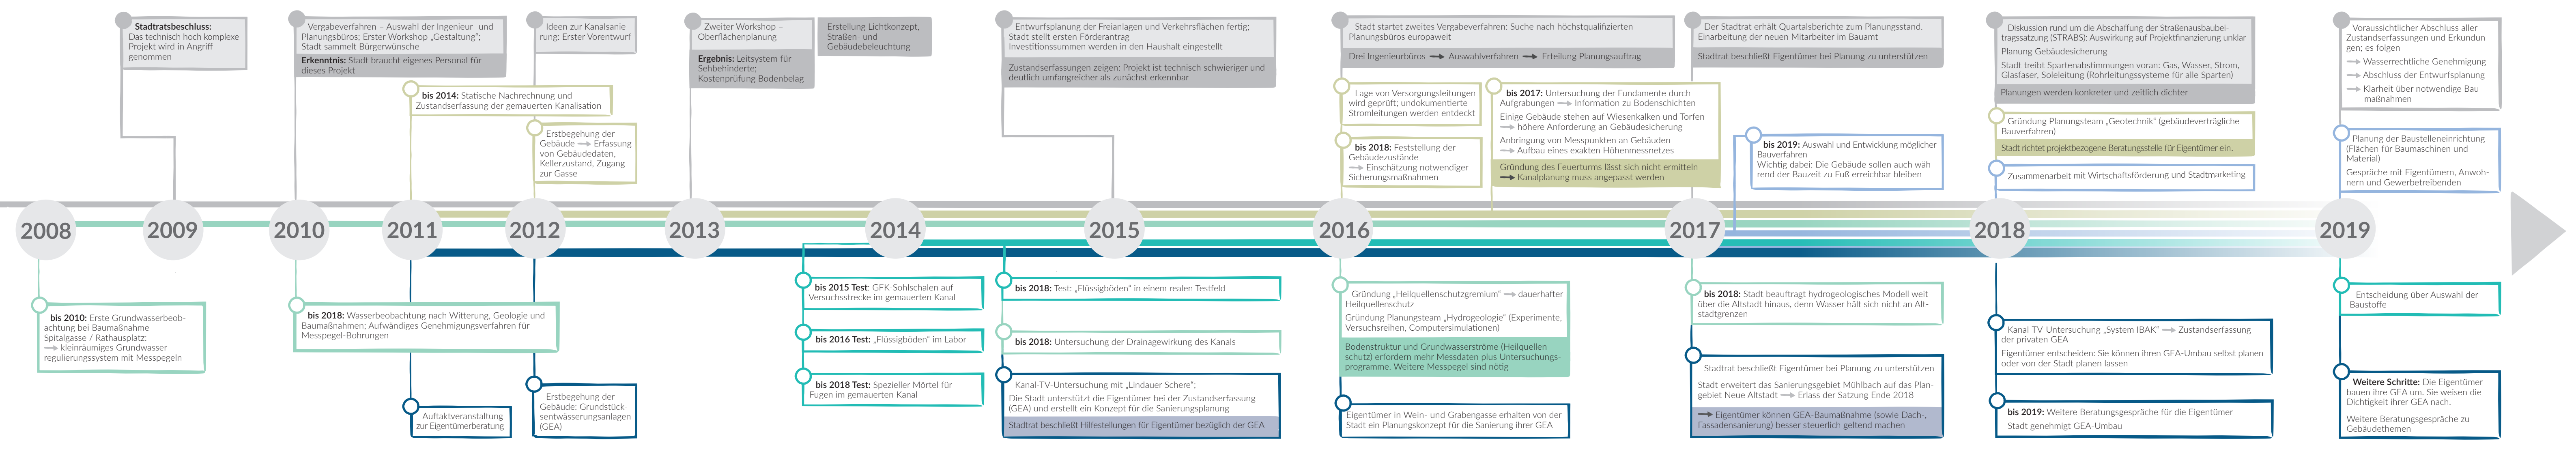 Stadtratsbeschluss:
Das technisch hoch komplexe
Projekt wird in Angriff
genommen
Vergabeverfahren – Auswahl der Ingenieur- und
Planungsbüros; Erster Workshop „Gestaltung“;
Stadt sammelt Bürgerwünsche
Erkenntnis: Stadt braucht eigenes Personal für
dieses Projekt
bis 2014: Statische Nachrechnung und
Zustandserfassung der gemauerten Kanalisation
Ideen zur Kanalsanie-
rung: Erster Vorentwurf
Erstbegehung der
Gebäude → Erfassung
von Gebäudedaten,
Kellerzustand, Zugang
zur Gasse
Zweiter Workshop –
Oberflächenplanung
Ergebnis: Leitsystem für
Sehbehinderte;
Kostenprüfung Bodenbelag
Erstellung Lichtkonzept,
Straßen- und
Gebäudebeleuchtung
Entwurfsplanung der Freianlagen und Verkehrsflächen fertig;
Stadt stellt ersten Förderantrag
Investitionssummen werden in den Haushalt eingestellt
Zustandserfassungen zeigen: Projekt ist technisch schwieriger und
deutlich umfangreicher als zunächst erkennbar
Stadt startet zweites Vergabeverfahren: Suche nach höchstqualifizierten
Planungsbüros europaweit
Drei Ingenieurbüros → Auswahlverfahren → Erteilung Planungsauftrag
Lage von Versorgungsleitungen
wird geprüft; undokumentierte
Stromleitungen werden entdeckt
bis 2018: Feststellung der
Gebäudezustände
→ Einschätzung notwendiger
Sicherungsmaßnahmen
bis 2017: Untersuchung der Fundamente durch
Aufgrabungen → Information zu Bodenschichten
Einige Gebäude stehen auf Wiesenkalken und Torfen
→ höhere Anforderung an Gebäudesicherung
Anbringung von Messpunkten an Gebäuden
→ Aufbau eines exakten Höhenmessnetzes
Gründung des Feuerturms lässt sich nicht ermitteln
→ Kanalplanung muss angepasst werden
Der Stadtrat erhält Quartalsberichte zum Planungsstand.
Einarbeitung der neuen Mitarbeiter im Bauamt
Stadtrat beschließt Eigentümer bei Planung zu unterstützen
bis 2019: Auswahl und Entwicklung möglicher
Bauverfahren
Wichtig dabei: Die Gebäude sollen auch wäh-
rend der Bauzeit zu Fuß erreichbar bleiben
Diskussion rund um die Abschaffung der Straßenausbaubei-
tragssatzung (STRABS): Auswirkung auf Projektfinanzierung unklar
Planung Gebäudesicherung
Stadt treibt Spartenabstimmungen voran: Gas, Wasser, Strom,
Glasfaser, Soleleitung (Rohrleitungssysteme für alle Sparten)
Planungen werden konkreter und zeitlich dichter
Gründung Planungsteam „Geotechnik“ (gebäudeverträgliche
Bauverfahren)
Stadt richtet projektbezogene Beratungsstelle für Eigentümer ein.
Zusammenarbeit mit Wirtschaftsförderung und Stadtmarketing
Voraussichtlicher Abschluss aller
Zustandserfassungen und Erkundun-
gen; es folgen
→ Wasserrechtliche Genehmigung
→ Abschluss der Entwurfsplanung
→ Klarheit über notwendige Bau-
maßnahmen
Planung der Baustelleneinrichtung
(Flächen für Baumaschinen und
Material)
Gespräche mit Eigentümern, Anwoh-
nern und Gewerbetreibenden
2008 2009 2010 2011 2012 2013 2014 2015 2016 2017 2018 2019
bis 2010: Erste Grundwasserbeob-
achtung bei Baumaßnahme
Spitalgasse / Rathausplatz:
→ kleinräumiges Grundwasser-
regulierungssystem mit Messpegeln
bis 2018: Wasserbeobachtung nach Witterung, Geologie und
Baumaßnahmen; Aufwändiges Genehmigungsverfahren für
Messpegel-Bohrungen
Auftaktveranstaltung
zur Eigentümerberatung
Erstbegehung der
Gebäude: Grundstück-
sentwässerungsanlagen
(GEA)
bis 2015 Test: GFK-Sohlschalen auf
Versuchsstrecke im gemauerten Kanal
bis 2016 Test: „Flüssigböden“ im Labor
bis 2018 Test: Spezieller Mörtel für
Fugen im gemauerten Kanal
bis 2018: Test: „Flüssigböden“ in einem realen Testfeld
bis 2018: Untersuchung der Drainagewirkung des Kanals
Kanal-TV-Untersuchung mit „Lindauer Schere“;
Die Stadt unterstützt die Eigentümer bei der Zustandserfassung
(GEA) und erstellt ein Konzept für die Sanierungsplanung
Stadtrat beschließt Hilfestellungen für Eigentümer bezüglich der GEA
Gründung „Heilquellenschutzgremium“ → dauerhafter
Heilquellenschutz
Gründung Planungsteam „Hydrogeologie“ (Experimente,
Versuchsreihen, Computersimulationen)
Bodenstruktur und Grundwasserströme (Heilquellen-
schutz) erfordern mehr Messdaten plus Untersuchungs-
programme. Weitere Messpegel sind nötig
Eigentümer in Wein- und Grabengasse erhalten von der
Stadt ein Planungskonzept für die Sanierung ihrer GEA
bis 2018: Stadt beauftragt hydrogeologisches Modell weit
über die Altstadt hinaus, denn Wasser hält sich nicht an Alt-
stadtgrenzen
Stadtrat beschließt Eigentümer bei Planung zu unterstützen
Stadt erweitert das Sanierungsgebiet Mühlbach auf das Plan-
gebiet Neue Altstadt → Erlass der Satzung Ende 2018
→ Eigentümer können GEA-Baumaßnahme (sowie Dach-,
Fassadensanierung) besser steuerlich geltend machen
Kanal-TV-Untersuchung „System IBAK“ → Zustandserfassung
der privaten GEA
Eigentümer entscheiden: Sie können ihren GEA-Umbau selbst planen
oder von der Stadt planen lassen
bis 2019: Weitere Beratungsgespräche für die Eigentümer
Stadt genehmigt GEA-Umbau
Entscheidung über Auswahl der
Baustoffe
Weitere Schritte: Die Eigentümer
bauen ihre GEA um. Sie weisen die
Dichtigkeit ihrer GEA nach.
Weitere Beratungsgespräche zu
Gebäudethemen